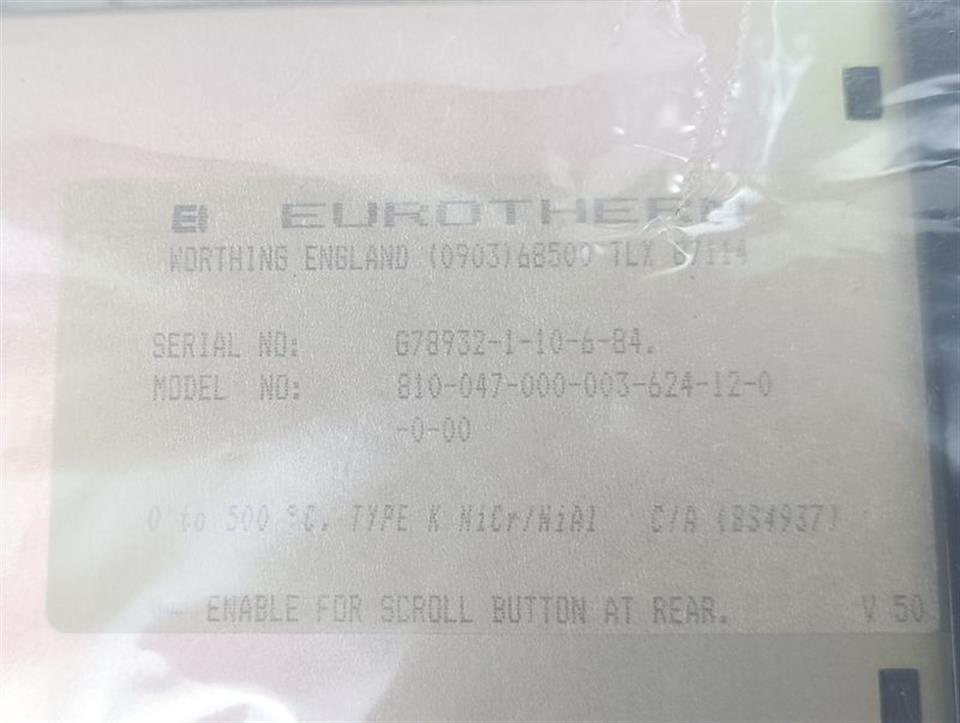 EI EUROTHERM
WORTHING ENGLAND (0903)68500 TLX 87114
SERIAL NO: G78932-1-10-6-84.
MODEL NO: 810-047-000-003-624-12-0
-0-00
0 to 500 °C. TYPE K NiCr/NiAl C/A (BS4937)
ENABLE FOR SCROLL BUTTON AT REAR. V 50